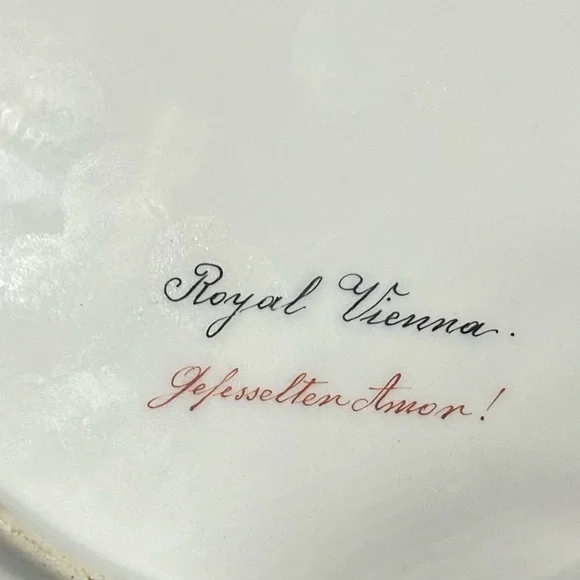 Royal Vienna.
Gefesselten Amor!